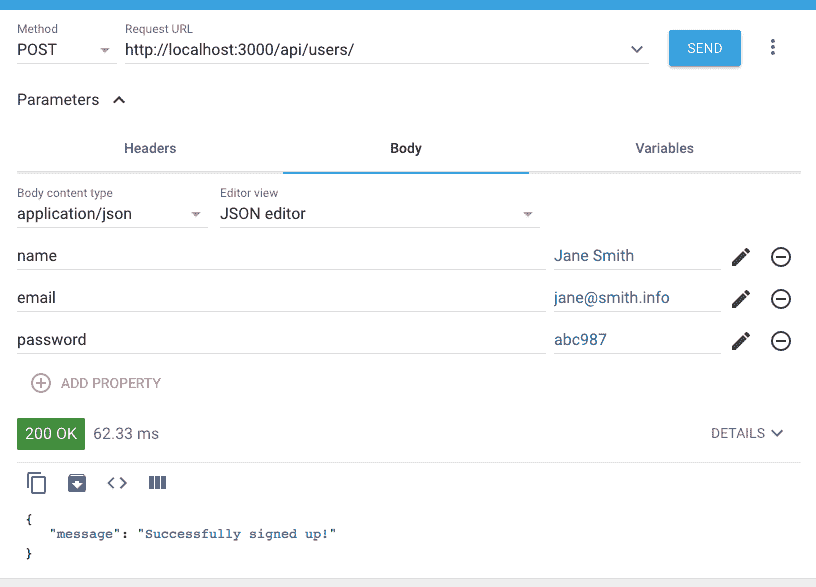 Method
Request URL
POST
http://localhost:3000/api/users/
SEND
Parameters
Headers
Body
Variables
Body content type
Editor view
application/json
JSON editor
name
Jane Smith
email
jane@smith.info
password
abc987
ADD PROPERTY
200 OK
62.33 ms
DETAILS
{
"message": "Successfully signed up!"
}